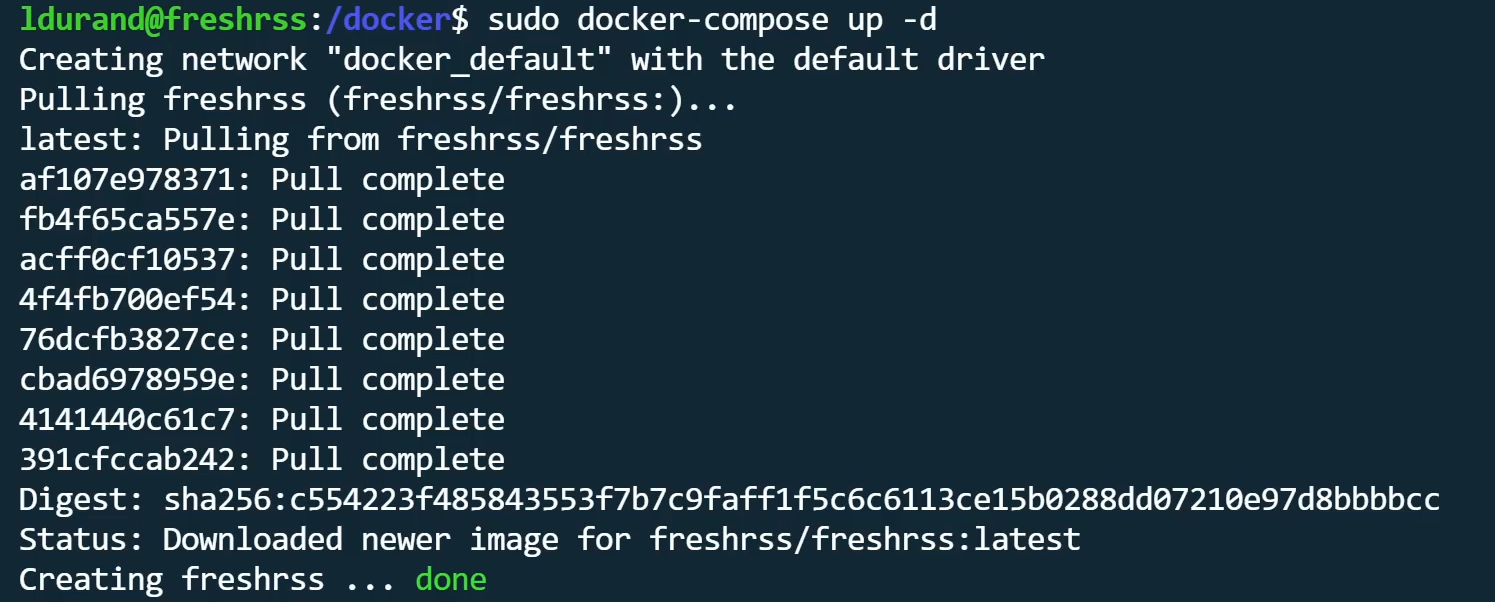 ldurand@freshrss:/docker$ sudo docker-compose up -d
Creating network "docker_default" with the default driver
Pulling freshrss (freshrss/freshrss:)...
latest: Pulling from freshrss/freshrss
af107e978371: Pull complete
fb4f65ca557e: Pull complete
acff0cf10537: Pull complete
4f4fb700ef54: Pull complete
76dcfb3827ce: Pull complete
cbad6978959e: Pull complete
4141440c61c7: Pull complete
391cfccab242: Pull complete
Digest: sha256:c554223f485843553f7b7c9faff1f5c6c6113ce15b0288dd07210e97d8bbbbcc
Status: Downloaded newer image for freshrss/freshrss:latest
Creating freshrss ... done